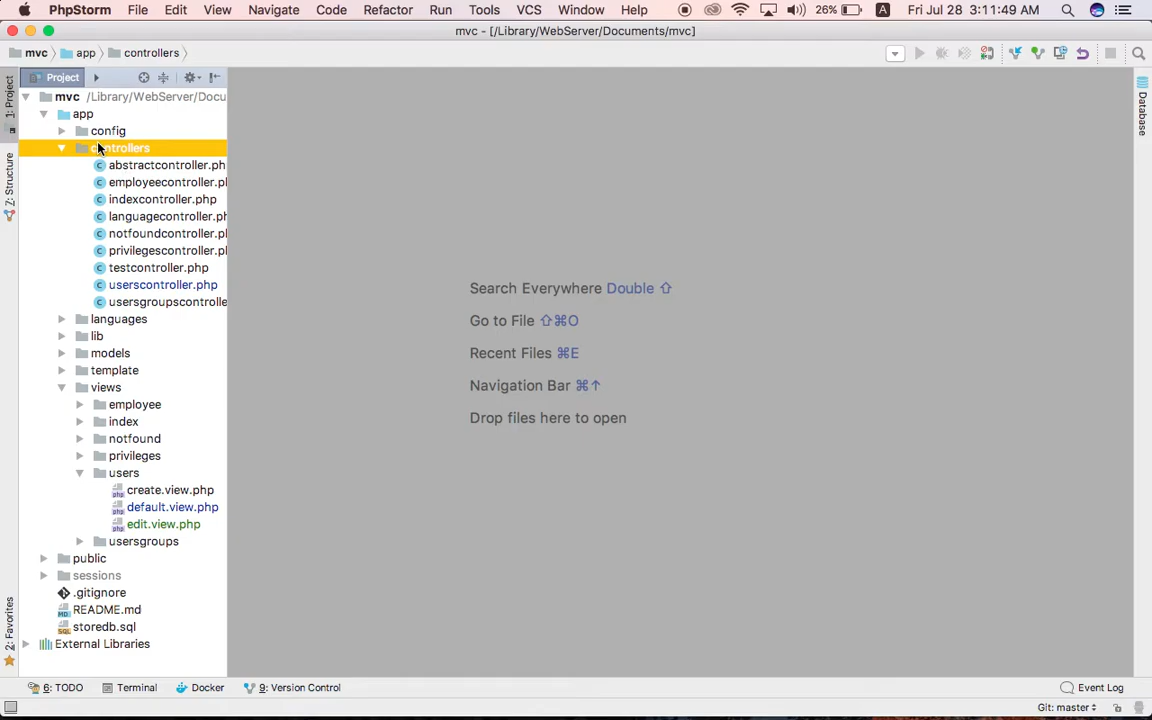 PhpStorm File Edit View Navigate Code Refactor Run Tools VCS Window Help 26% A Fri Jul 28 3:11:49 AM
mvc - [/Library/WebServer/Documents/mvc]
mvc app controllers
1: Project
Project
mvc /Library/WebServer/Docu
app
config
controllers
abstractcontroller.ph
employeecontroller.pl
indexcontroller.php
languagecontroller.ph
notfoundcontroller.pl
privilegescontroller.pl
testcontroller.php
userscontroller.php
usersgroupscontrolle
languages
lib
models
template
views
employee
index
notfound
privileges
users
create.view.php
default.view.php
edit.view.php
usersgroups
public
sessions
.gitignore
README.md
storedb.sql
External Libraries
Z: Structure
2: Favorites
Search Everywhere Double ⇧
Go to File ⇧⌘O
Recent Files ⌘E
Navigation Bar ⌘↑
Drop files here to open
Database
6: TODO Terminal Docker 9: Version Control Event Log
Git: master